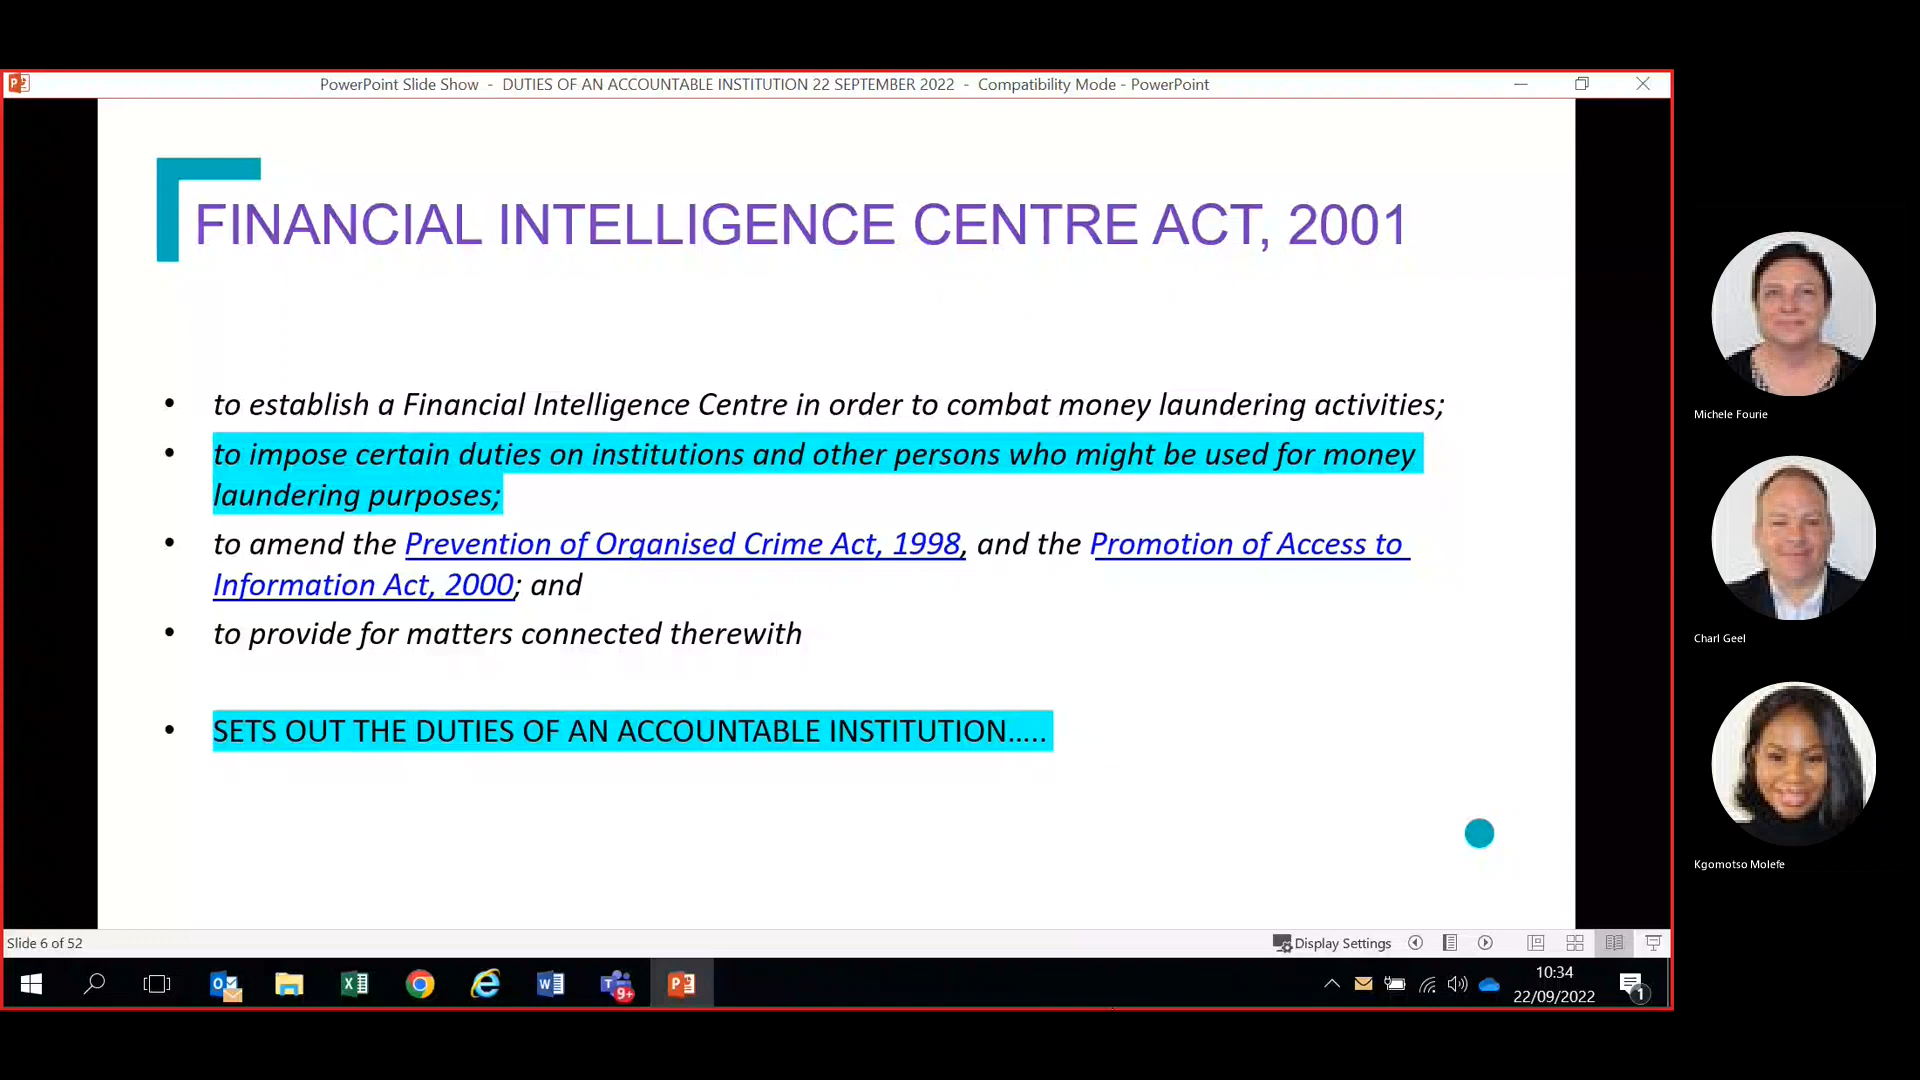 PowerPoint Slide Show - DUTIES OF AN ACCOUNTABLE INSTITUTION 22 SEPTEMBER 2022 - Compatibility Mode - PowerPoint
FINANCIAL INTELLIGENCE CENTRE ACT, 2001
• to establish a Financial Intelligence Centre in order to combat money laundering activities;
• to impose certain duties on institutions and other persons who might be used for money
laundering purposes;
• to amend the Prevention of Organised Crime Act, 1998, and the Promotion of Access to
Information Act, 2000; and
• to provide for matters connected therewith
• SETS OUT THE DUTIES OF AN ACCOUNTABLE INSTITUTION.....
Michele Fourie
Charl Geel
Kgomotso Molefe
Slide 6 of 52
Display Settings
9+
10:34
22/09/2022
1